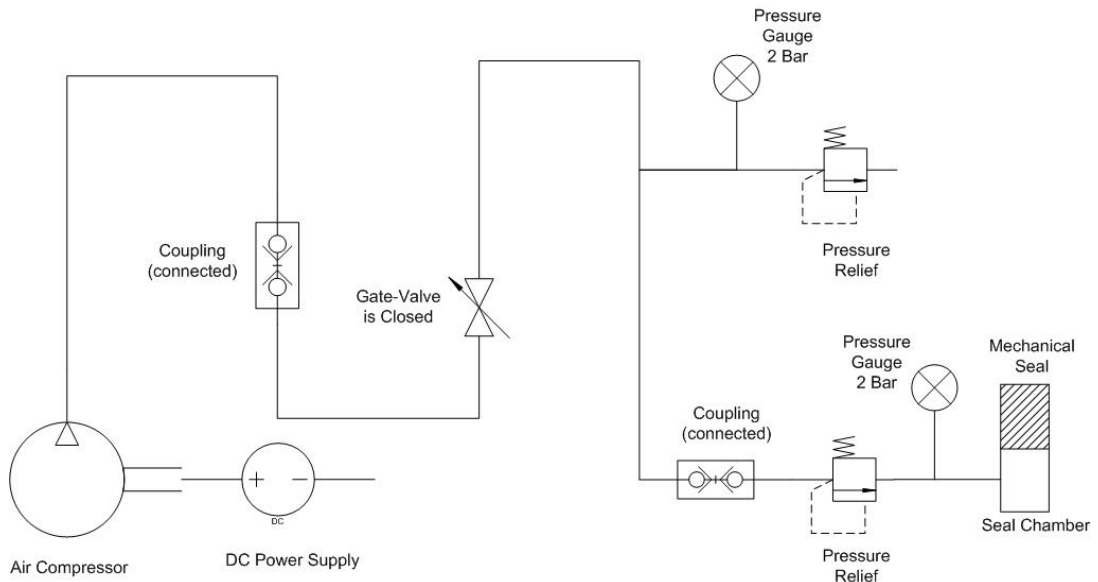 Pressure
Gauge
2 Bar
Coupling
(connected)
Gate-Valve
is Closed
Pressure
Relief
Pressure
Gauge
2 Bar
Mechanical
Seal
Coupling
(connected)
+ −
DC
Seal Chamber
Air Compressor
DC Power Supply
Pressure
Relief